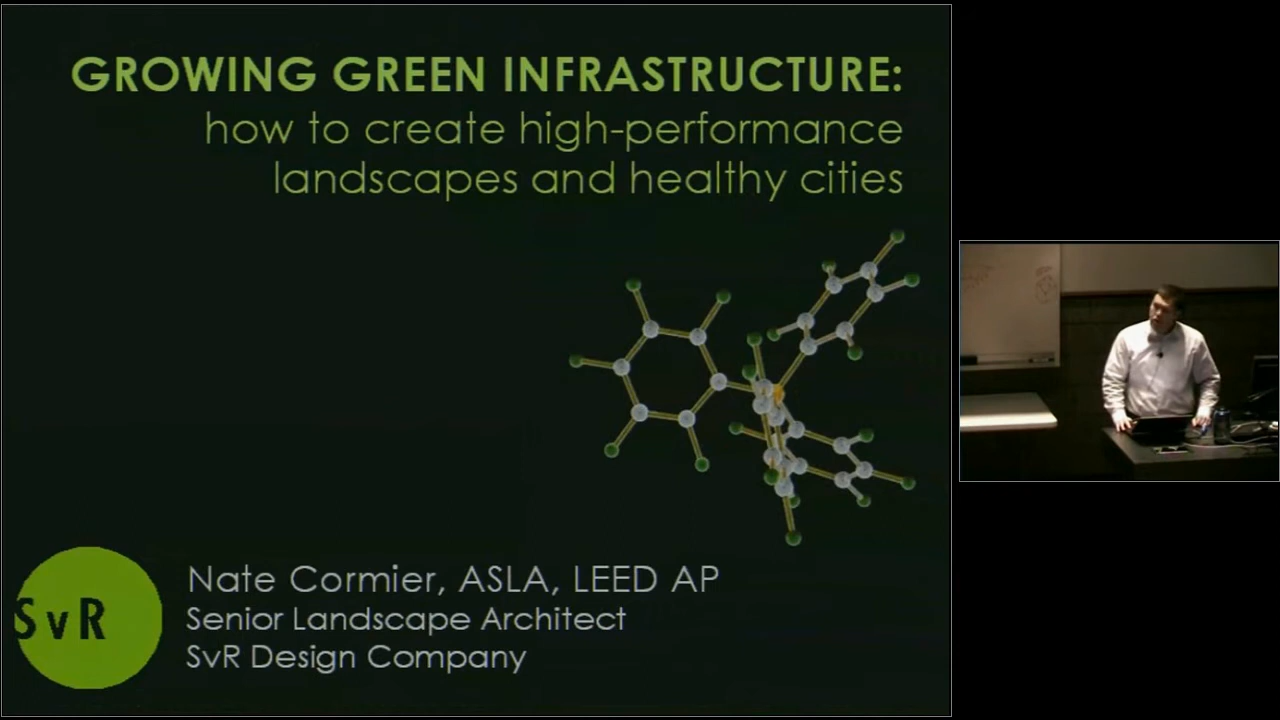 GROWING GREEN INFRASTRUCTURE:
how to create high-performance
landscapes and healthy cities
SvR
Nate Cormier, ASLA, LEED AP
Senior Landscape Architect
SvR Design Company